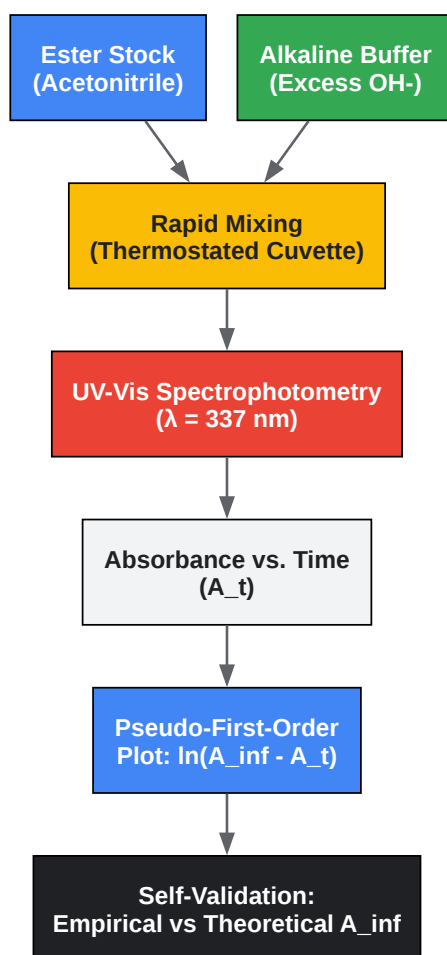 Ester Stock
(Acetonitrile)
Alkaline Buffer
(Excess OH-)
Rapid Mixing
(Thermostated Cuvette)
UV-Vis Spectrophotometry
(λ = 337 nm)
Absorbance vs. Time
(A_t)
Pseudo-First-Order
Plot: ln(A_inf - A_t)
Self-Validation:
Empirical vs Theoretical A_inf